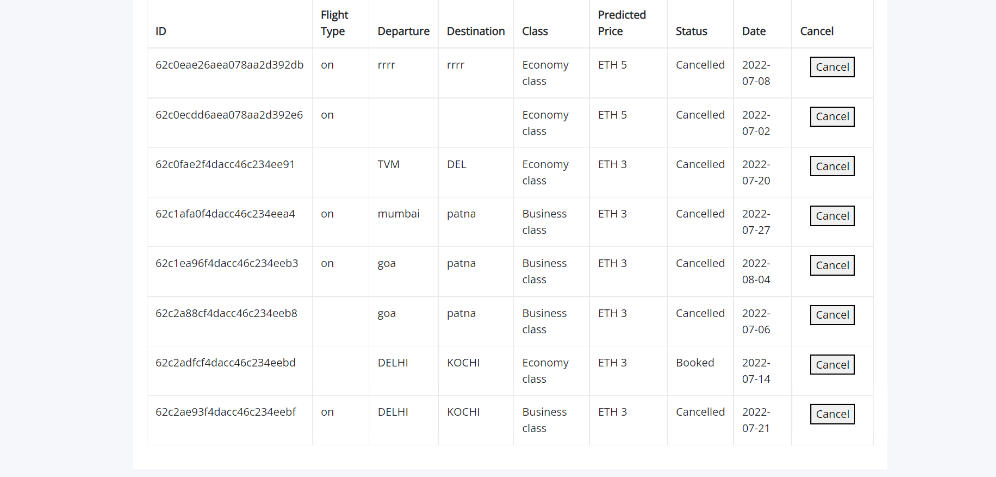 ID Flight Type Departure Destination Class Predicted Price Status Date Cancel
62c0eae26aea078aa2d392db on rrrr rrrr Economy class ETH 5 Cancelled 2022-07-08 Cancel
62c0ecdd6aea078aa2d392e6 on Economy class ETH 5 Cancelled 2022-07-02 Cancel
62c0fae2f4dacc46c234ee91 TVM DEL Economy class ETH 3 Cancelled 2022-07-20 Cancel
62c1afa0f4dacc46c234eea4 on mumbai patna Business class ETH 3 Cancelled 2022-07-27 Cancel
62c1ea96f4dacc46c234eeb3 on goa patna Business class ETH 3 Cancelled 2022-08-04 Cancel
62c2a88cf4dacc46c234eeb8 goa patna Business class ETH 3 Cancelled 2022-07-06 Cancel
62c2adfcf4dacc46c234eebd DELHI KOCHI Economy class ETH 3 Booked 2022-07-14 Cancel
62c2ae93f4dacc46c234eebf on DELHI KOCHI Business class ETH 3 Cancelled 2022-07-21 Cancel